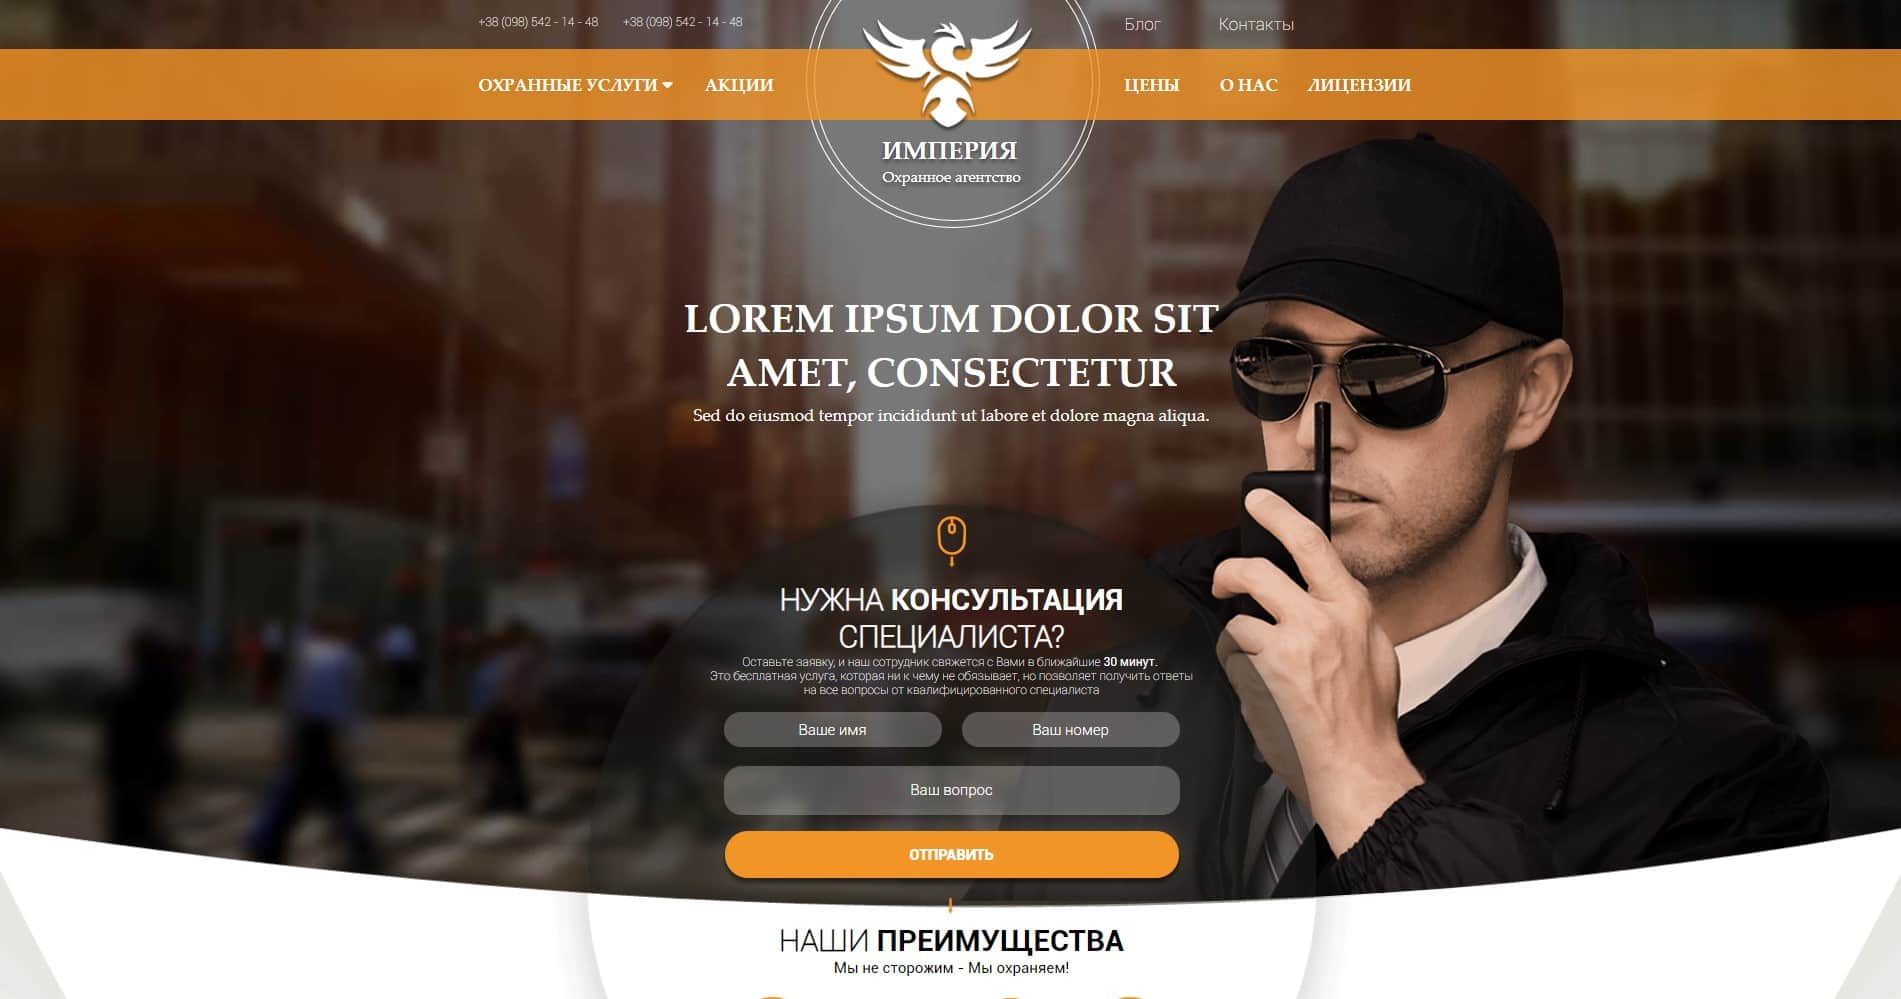 +38 (098) 542 - 14 - 48 +38 (098) 542 - 14 - 48 Блог Контакты
ОХРАННЫЕ УСЛУГИ АКЦИИ ЦЕНЫ О НАС ЛИЦЕНЗИИ
ИМПЕРИЯ
Охранное агентство
LOREM IPSUM DOLOR SIT
AMET, CONSECTETUR
Sed do eiusmod tempor incididunt ut labore et dolore magna aliqua.
НУЖНА КОНСУЛЬТАЦИЯ
СПЕЦИАЛИСТА?
Оставьте заявку, и наш сотрудник свяжется с Вами в ближайшие 30 минут.
Это бесплатная услуга, которая ни к чему не обязывает, но позволяет получить ответы
на все вопросы от квалифицированного специалиста
Ваше имя Ваш номер
Ваш вопрос
ОТПРАВИТЬ
НАШИ ПРЕИМУЩЕСТВА
Мы не сторожим - Мы охраняем!